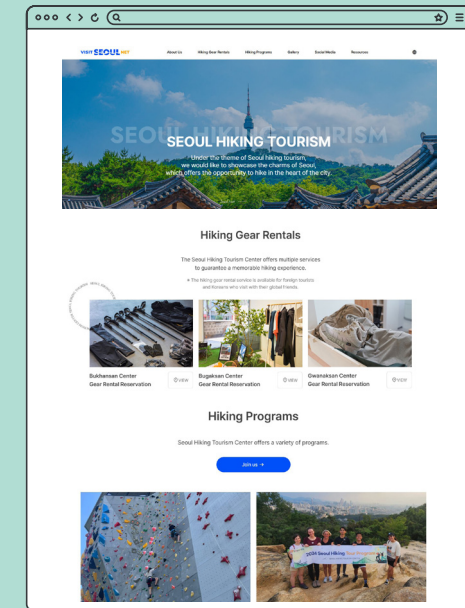 VISIT SEOUL NET
About Us Hiking Gear Rentals Hiking Programs Gallery Social Media Resources
SEOUL HIKING TOURISM
SEOUL HIKING TOURISM
Under the theme of Seoul hiking tourism,
we would like to showcase the charms of Seoul,
which offers the opportunity to hike in the heart of the city.
Hiking Gear Rentals
The Seoul Hiking Tourism Center offers multiple services
to guarantee a memorable hiking experience.
※ The hiking gear rental service is available for foreign tourists
and Koreans who visit with their global friends.
Bukhansan Center
Gear Rental Reservation
VIEW
Bugaksan Center
Gear Rental Reservation
VIEW
Gwanaksan Center
Gear Rental Reservation
VIEW
Hiking Programs
Seoul Hiking Tourism Center offers a variety of programs.
Join us →
2024 Seoul Hiking